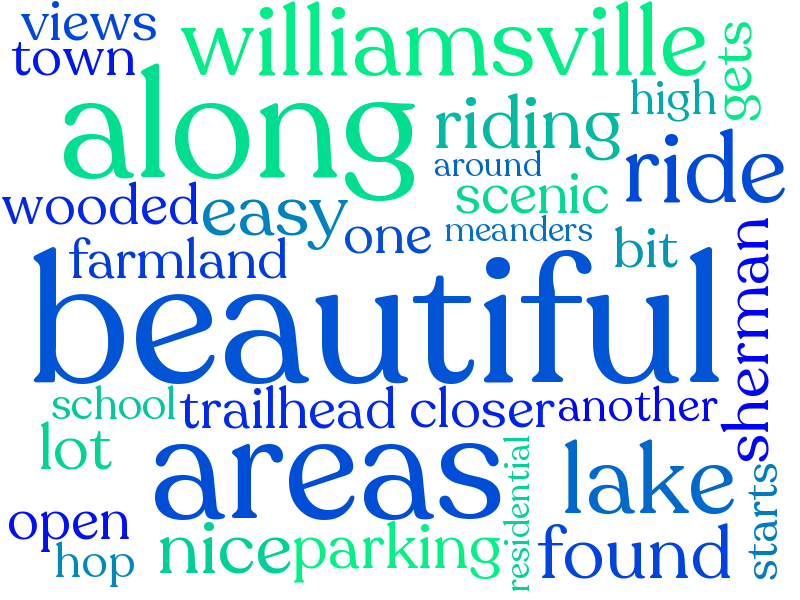 views
williamsville
gets
town
along
riding
high
ride
around
scenic
wooded
easy
one
meanders
bit
farmland
sherman
beautiful
school
trailhead
closer
another
lot
areas
lake
residential
starts
open
hop
nice
parking
found